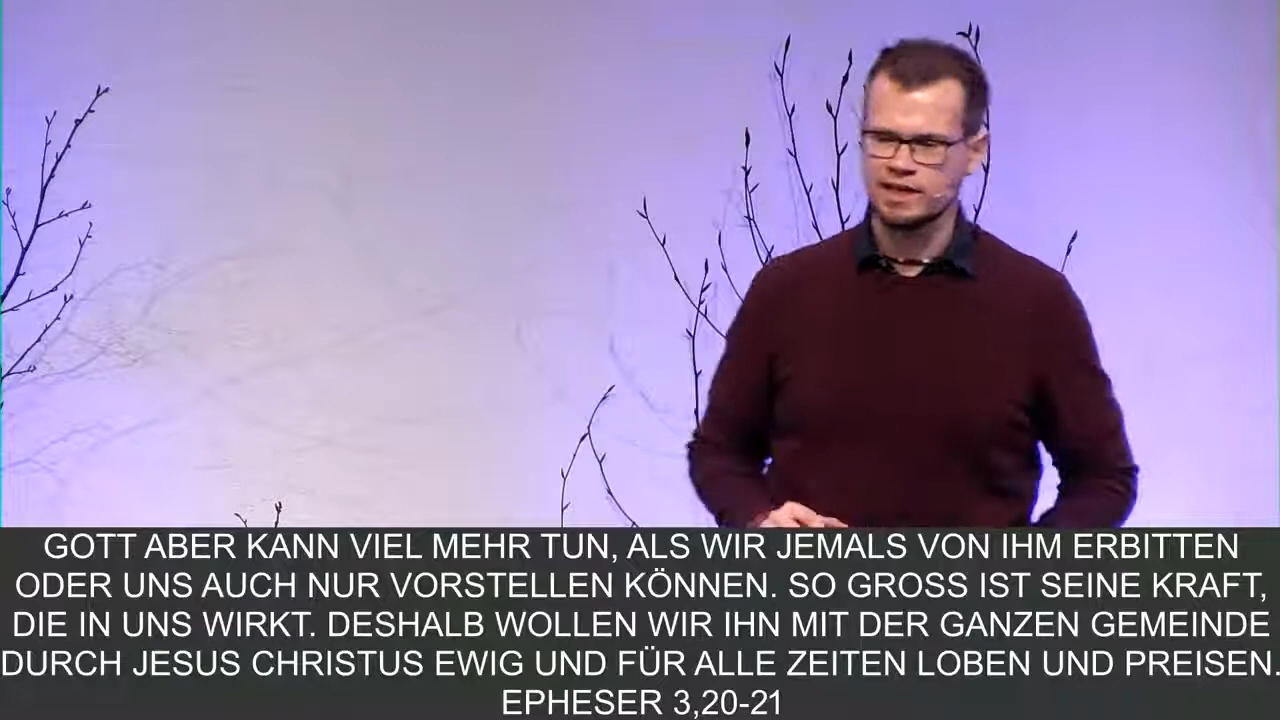 GOTT ABER KANN VIEL MEHR TUN, ALS WIR JEMALS VON IHM ERBITTEN
ODER UNS AUCH NUR VORSTELLEN KÖNNEN. SO GROSS IST SEINE KRAFT,
DIE IN UNS WIRKT. DESHALB WOLLEN WIR IHN MIT DER GANZEN GEMEINDE
DURCH JESUS CHRISTUS EWIG UND FÜR ALLE ZEITEN LOBEN UND PREISEN.
EPHESER 3,20-21